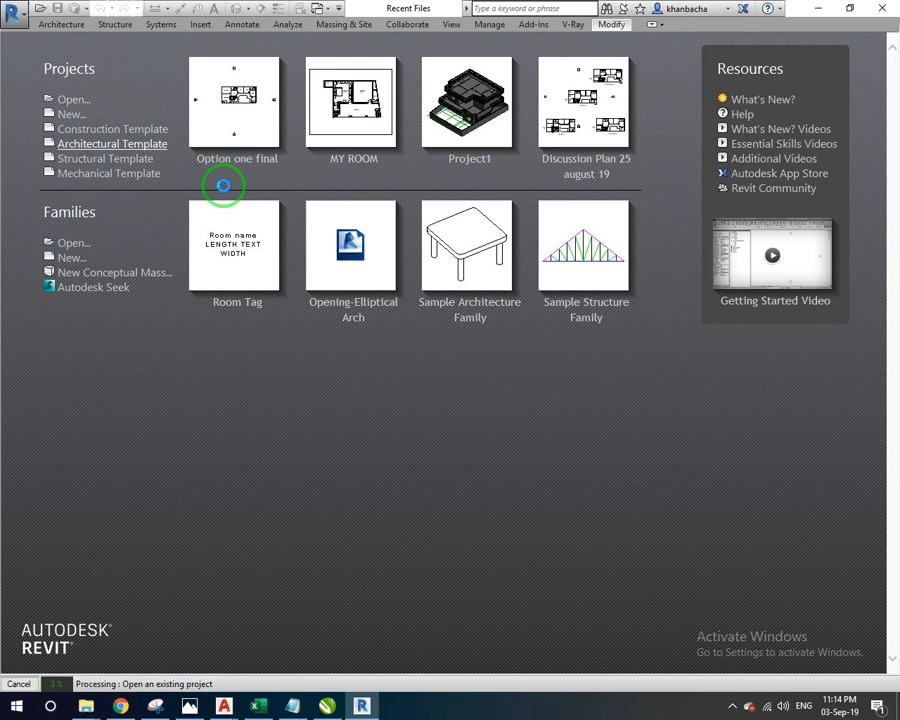 Recent Files
Type a keyword or phrase
khanbacha
Architecture Structure Systems Insert Annotate Analyze Massing & Site Collaborate View Manage Add-Ins V-Ray Modify
Projects
Open...
New...
Construction Template
Architectural Template
Structural Template
Mechanical Template
Option one final
MY ROOM
Project1
Discussion Plan 25
august 19
Families
Open...
New...
New Conceptual Mass...
Autodesk Seek
Room name
LENGTH TEXT
WIDTH
Room Tag
Opening-Elliptical
Arch
Sample Architecture
Family
Sample Structure
Family
Resources
What's New?
Help
What's New? Videos
Essential Skills Videos
Additional Videos
Autodesk App Store
Revit Community
Getting Started Video
AUTODESK®
REVIT®
Activate Windows
Go to Settings to activate Windows.
Cancel 3% Processing : Open an existing project
ENG
11:14 PM
03-Sep-19